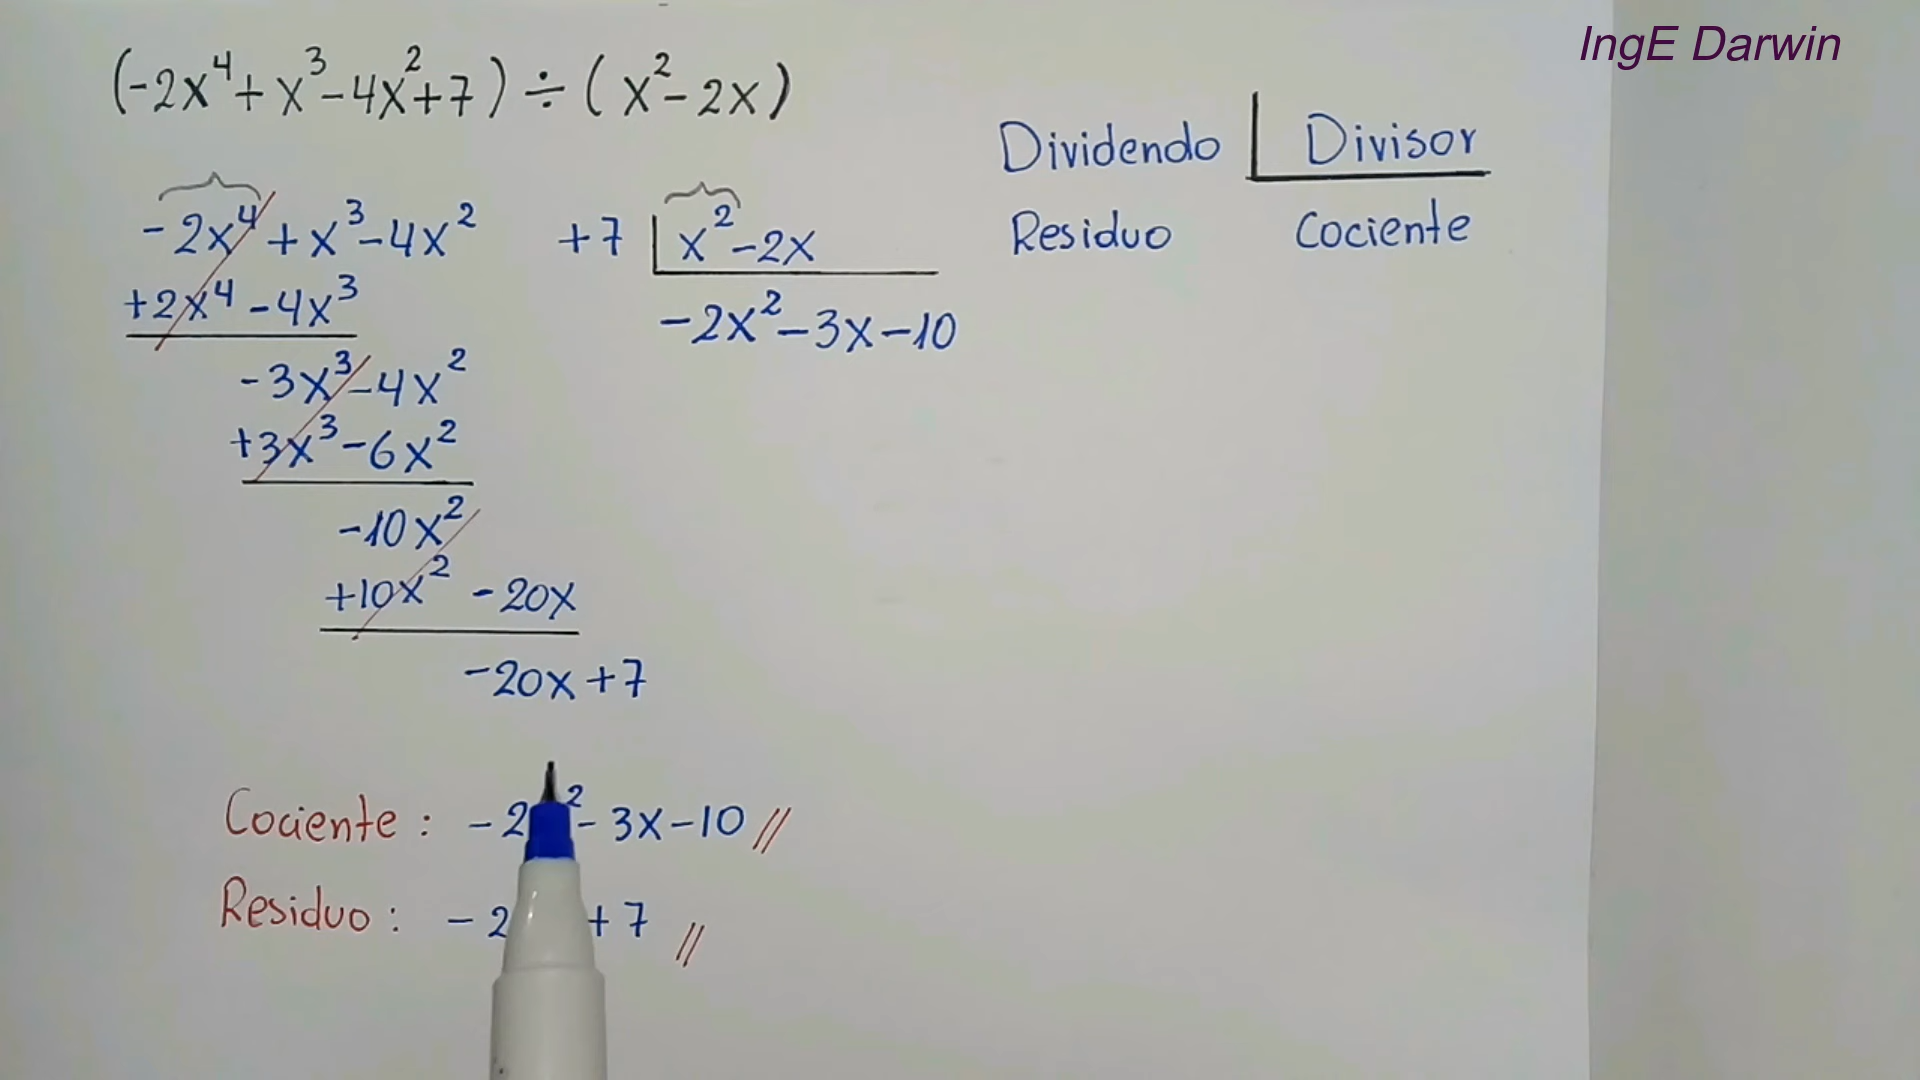 IngE Darwin
(-2x⁴+x³-4x²+7)÷(x²-2x)
Dividendo Divisor
Residuo Cociente
-2x⁴+x³-4x² +7 x²-2x
+2x⁴-4x³ -2x²-3x-10
-3x³-4x²
+3x³-6x²
-10x²
+10x² -20x
-20x+7
Cociente: -2 ²-3x-10//
Residuo: -2 +7 //